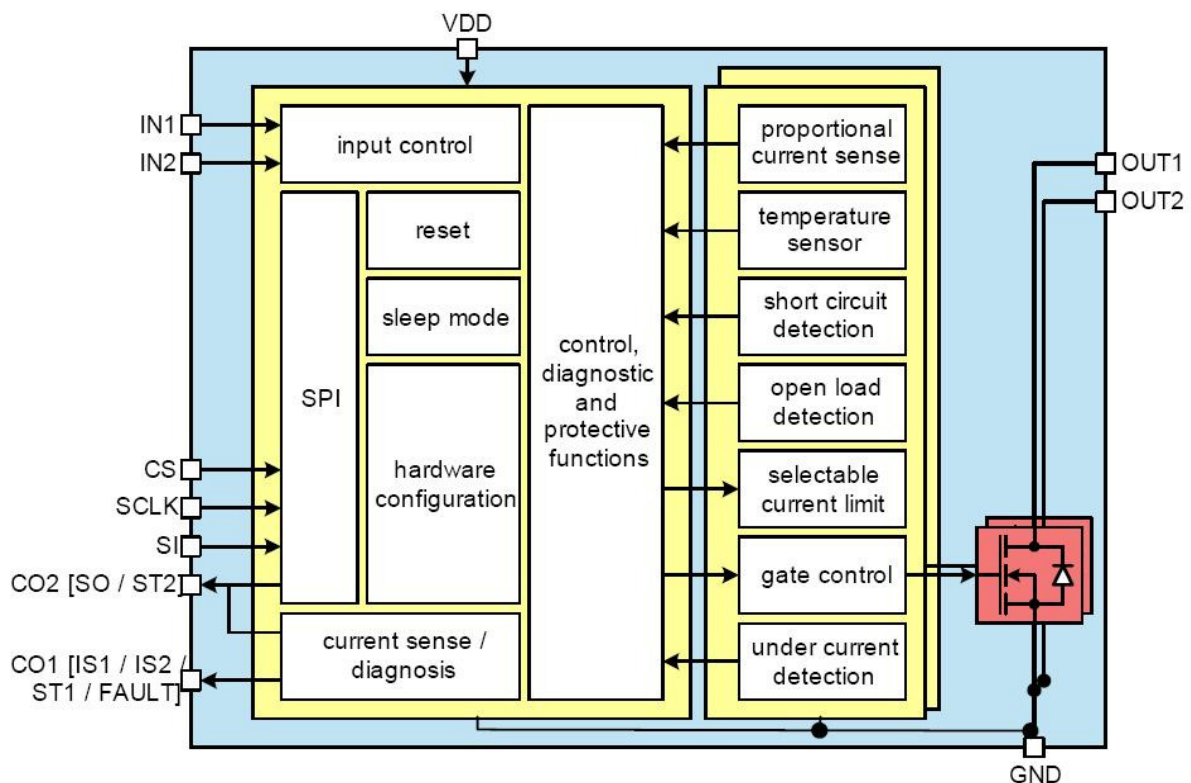 VDD
IN1
IN2
input control
SPI
reset
sleep mode
hardware
configuration
control,
diagnostic
and
protective
functions
current sense /
diagnosis
proportional
current sense
temperature
sensor
short circuit
detection
open load
detection
selectable
current limit
gate control
under current
detection
OUT1
OUT2
CS
SCLK
SI
CO2 [SO / ST2]
CO1 [IS1 / IS2 /
ST1 / FAULT]
GND